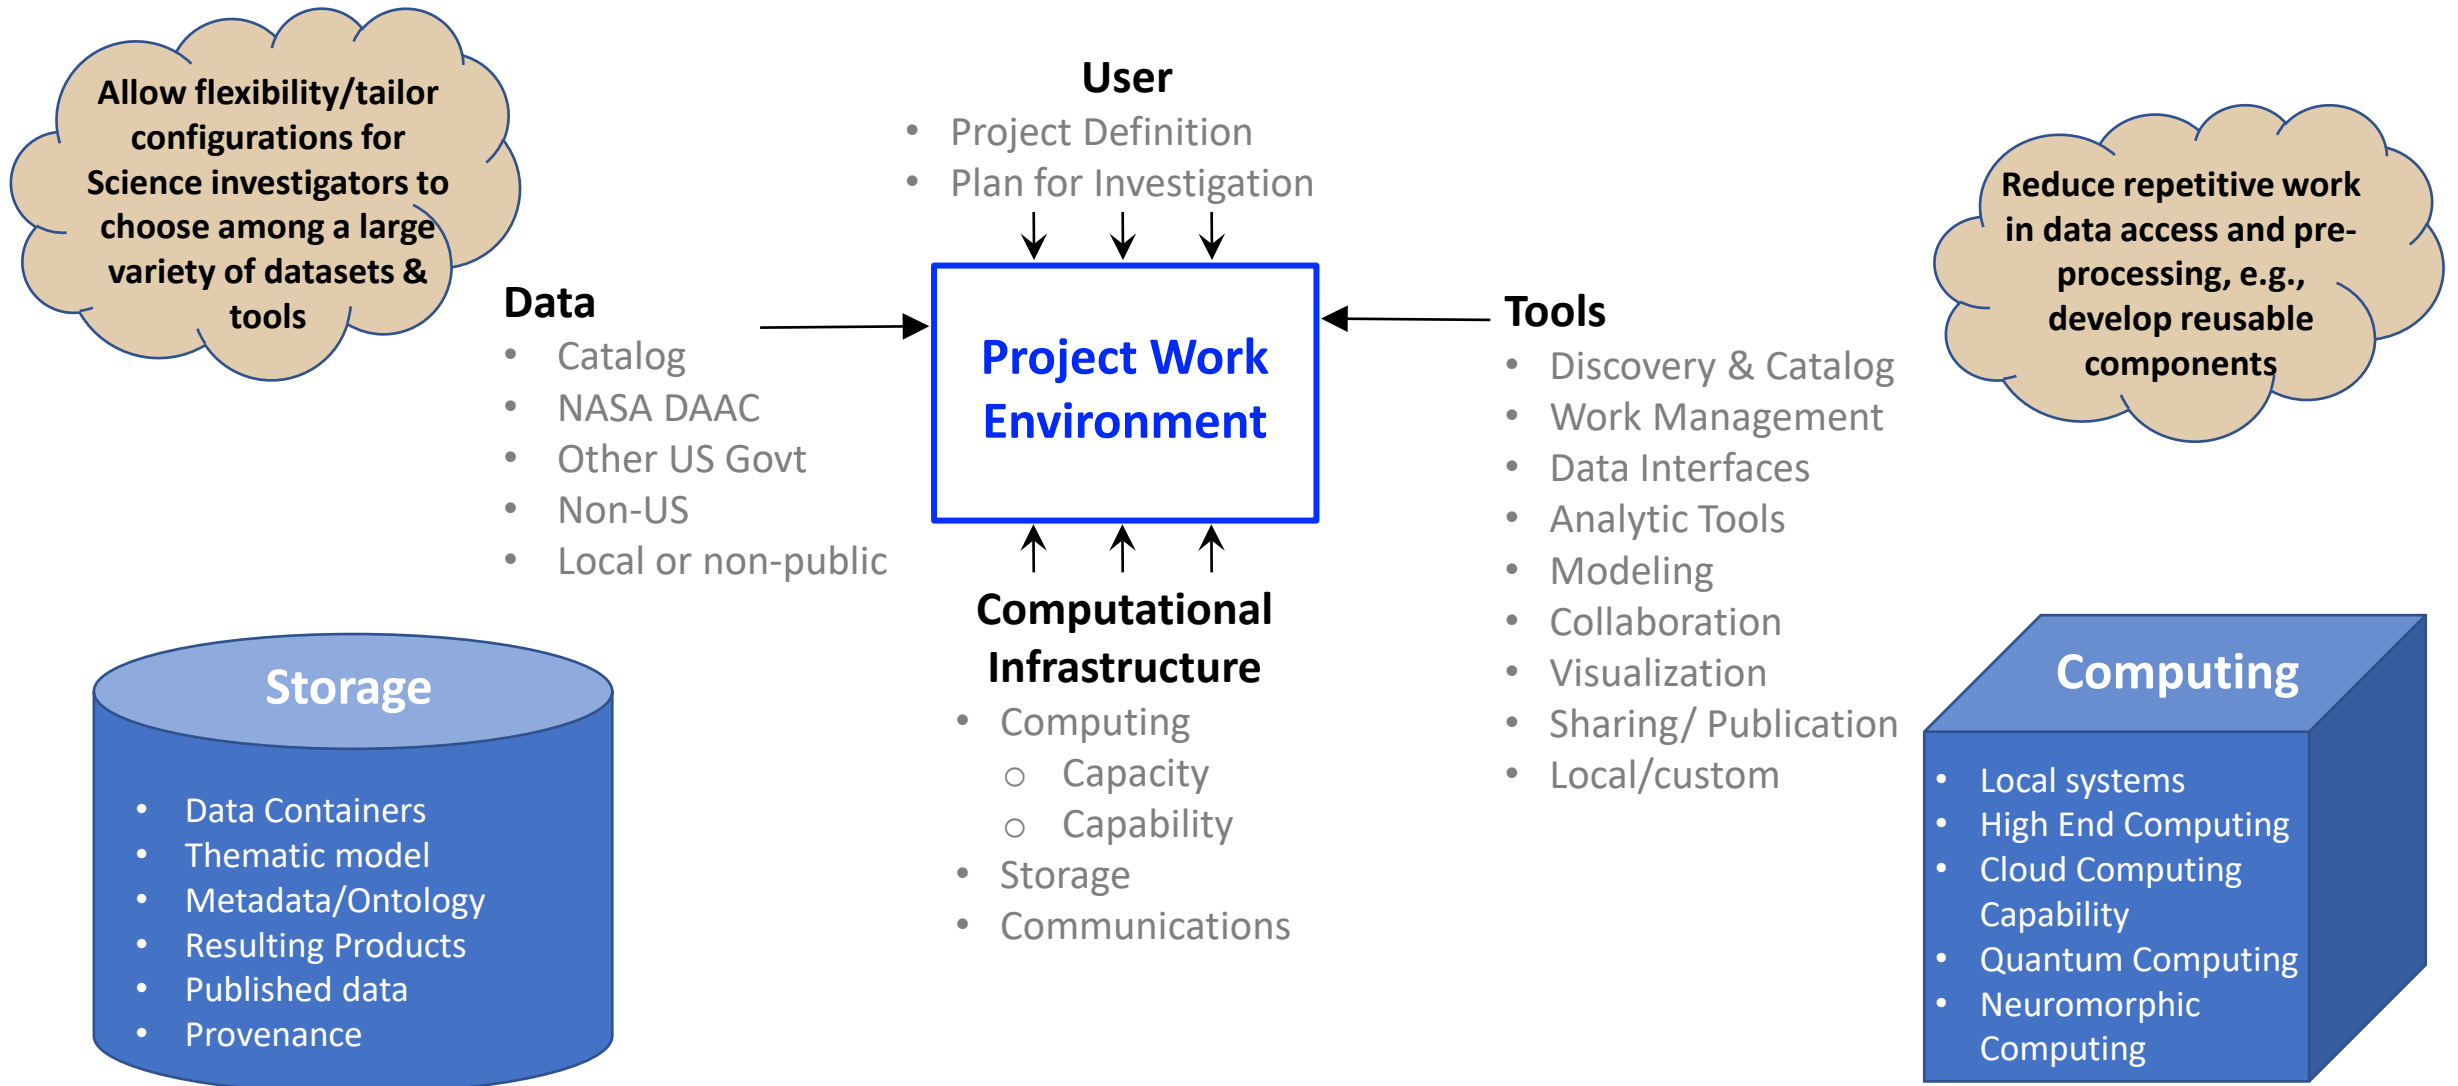 Allow flexibility/tailor
configurations for
Science investigators to
choose among a large
variety of datasets &
tools
User
• Project Definition
• Plan for Investigation
Reduce repetitive work
in data access and pre-
processing, e.g.,
develop reusable
components
Data
• Catalog
• NASA DAAC
• Other US Govt
• Non-US
• Local or non-public
Project Work
Environment
Tools
• Discovery & Catalog
• Work Management
• Data Interfaces
• Analytic Tools
• Modeling
• Collaboration
• Visualization
• Sharing/ Publication
• Local/custom
Computational
Infrastructure
• Computing
o Capacity
o Capability
• Storage
• Communications
Storage
• Data Containers
• Thematic model
• Metadata/Ontology
• Resulting Products
• Published data
• Provenance
Computing
• Local systems
• High End Computing
• Cloud Computing
Capability
• Quantum Computing
• Neuromorphic
Computing